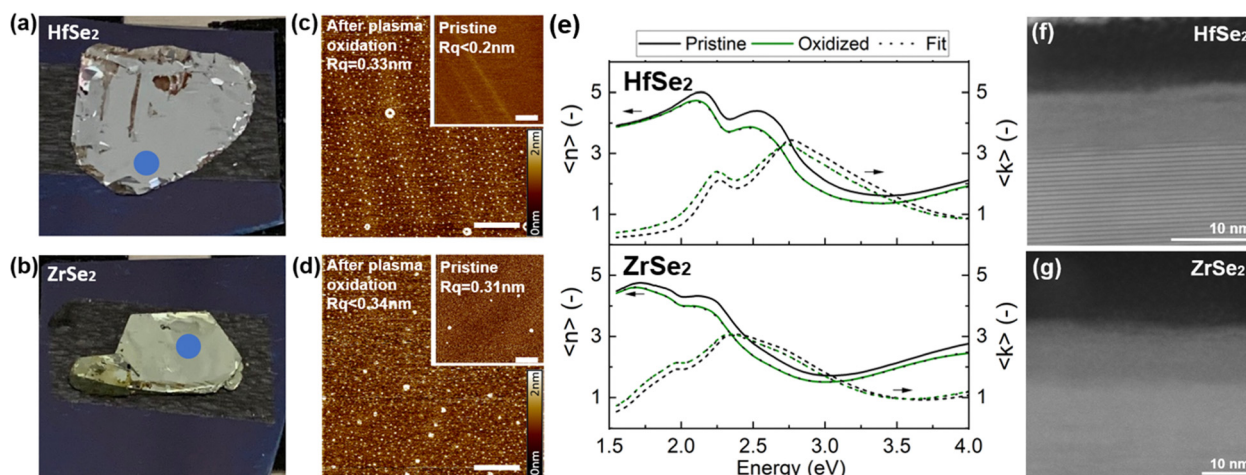 (a)
HfSe2
(b)
ZrSe2
(c)
After plasma
oxidation
Rq=0.33nm
Pristine
Rq<0.2nm
2nm
0nm
(d)
After plasma
oxidation
Rq<0.34nm
Pristine
Rq=0.31nm
2nm
0nm
(e)
Pristine Oxidized Fit
HfSe2
<n> (-)
5
3
1
5
3
1
<k> (-)
ZrSe2
<n> (-)
5
3
1
5
3
1
<k> (-)
1.5 2.0 2.5 3.0 3.5 4.0
Energy (eV)
(f)
HfSe2
10 nm
(g)
ZrSe2
10 nm